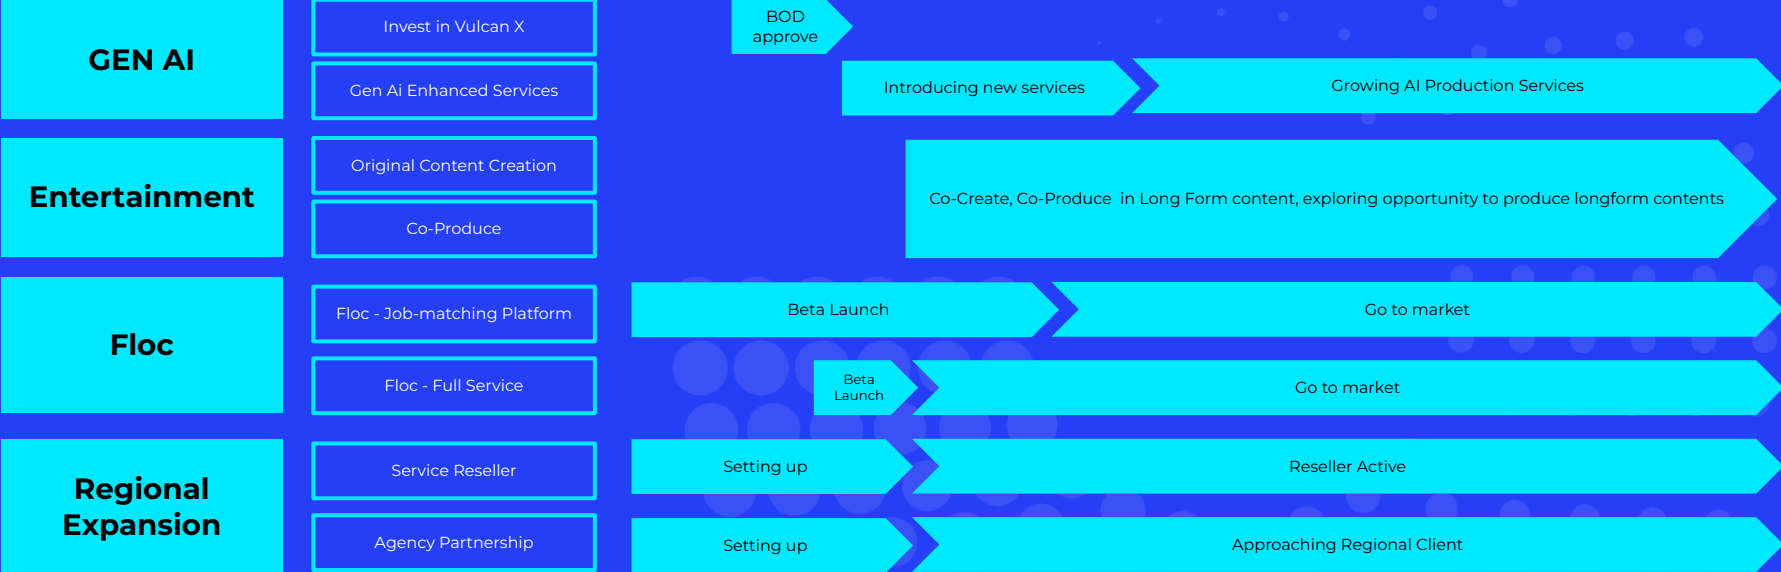 GEN AI
Invest in Vulcan X
BOD
approve
Gen Ai Enhanced Services
Introducing new services
Growing AI Production Services
Entertainment
Original Content Creation
Co-Produce
Co-Create, Co-Produce  in Long Form content, exploring opportunity to produce longform contents
Floc
Floc - Job-matching Platform
Beta Launch
Go to market
Floc - Full Service
Beta
Launch
Go to market
Regional
Expansion
Service Reseller
Setting up
Reseller Active
Agency Partnership
Setting up
Approaching Regional Client